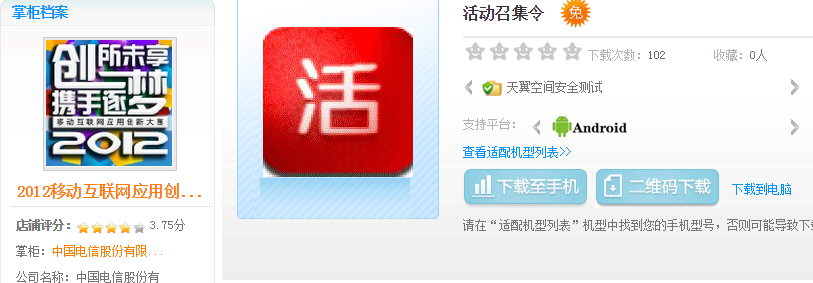 掌柜档案
创所未享
携手逐梦
移动互联网应用创新大赛
2012
2012移动互联网应用创...
店铺评分： 3.75分
掌柜：中国电信股份有限...
公司名称：中国电信股份有
活
活动召集令 免
下载次数：102 收藏：0人
天翼空间安全测试
支持平台： Android
查看适配机型列表>>
下载至手机 二维码下载 下载到电脑
请在“适配机型列表”机型中找到您的手机型号，否则可能导致下载